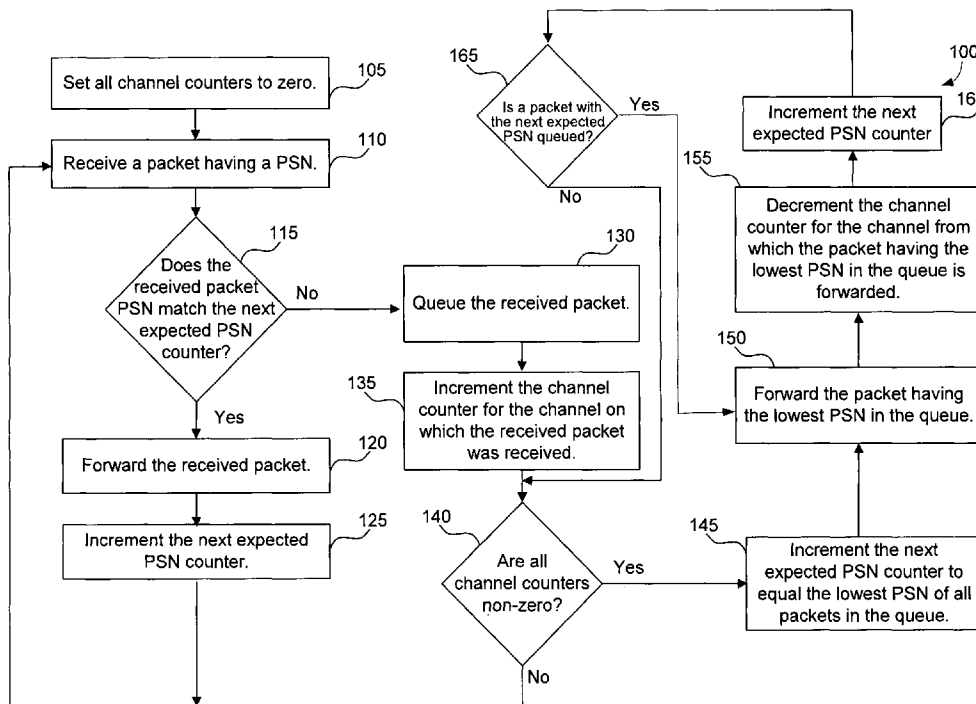 105
Set all channel counters to zero.
110
Receive a packet having a PSN.
115
Does the
received packet
PSN match the next
expected PSN
counter?
No
Yes
120
Forward the received packet.
125
Increment the next expected
PSN counter.
130
Queue the received packet.
135
Increment the channel
counter for the channel on
which the received packet
was received.
140
Are all
channel counters
non-zero?
Yes
No
145
Increment the next
expected PSN counter to
equal the lowest PSN of all
packets in the queue.
150
Forward the packet having
the lowest PSN in the queue.
155
Decrement the channel
counter for the channel from
which the packet having the
lowest PSN in the queue is
forwarded.
16
Increment the next
expected PSN counter
165
Is a packet with
the next expected
PSN queued?
Yes
No
100